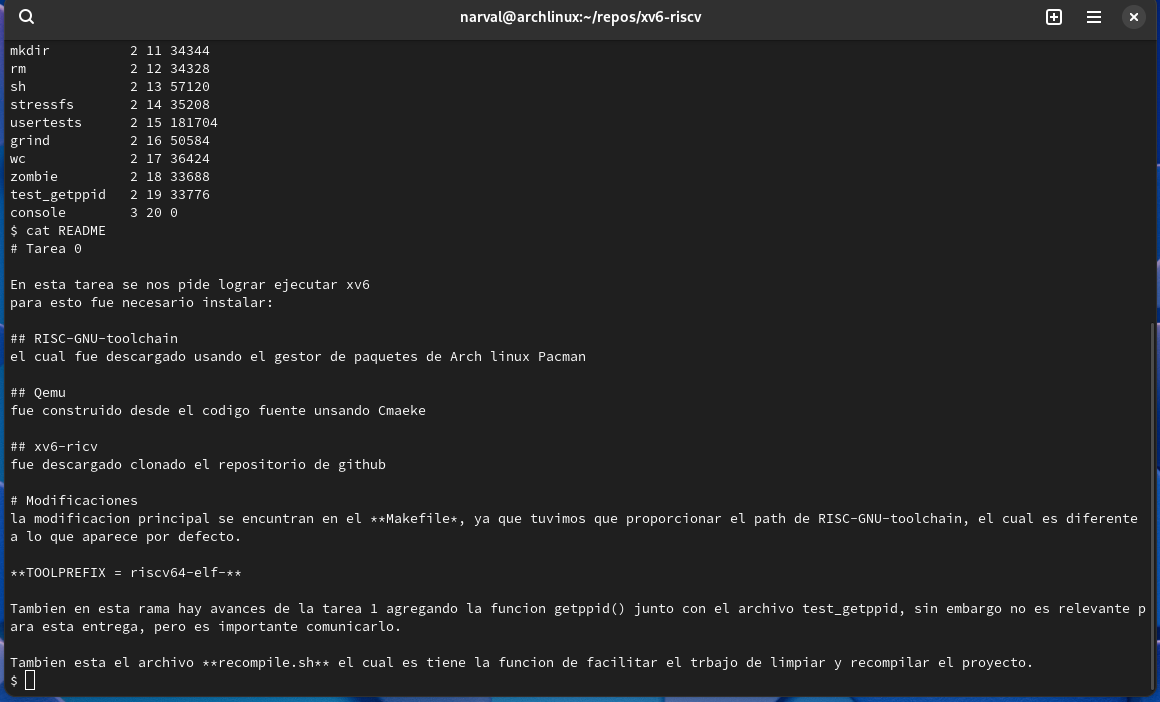 narval@archlinux:~/repos/xv6-riscv
mkdir          2 11 34344
rm             2 12 34328
sh             2 13 57120
stressfs       2 14 35208
usertests      2 15 181704
grind          2 16 50584
wc             2 17 36424
zombie         2 18 33688
test_getppid   2 19 33776
console        3 20 0
$ cat README
# Tarea 0
En esta tarea se nos pide lograr ejecutar xv6
para esto fue necesario instalar:
## RISC-GNU-toolchain
el cual fue descargado usando el gestor de paquetes de Arch linux Pacman
## Qemu
fue construido desde el codigo fuente unsando Cmaeke
## xv6-ricv
fue descargado clonado el repositorio de github
# Modificaciones
la modificacion principal se encuntran en el **Makefile*, ya que tuvimos que proporcionar el path de RISC-GNU-toolchain, el cual es diferente
a lo que aparece por defecto.
**TOOLPREFIX = riscv64-elf-**
Tambien en esta rama hay avances de la tarea 1 agregando la funcion getppid() junto con el archivo test_getppid, sin embargo no es relevante p
ara esta entrega, pero es importante comunicarlo.
Tambien esta el archivo **recompile.sh** el cual es tiene la funcion de facilitar el trbajo de limpiar y recompilar el proyecto.
$